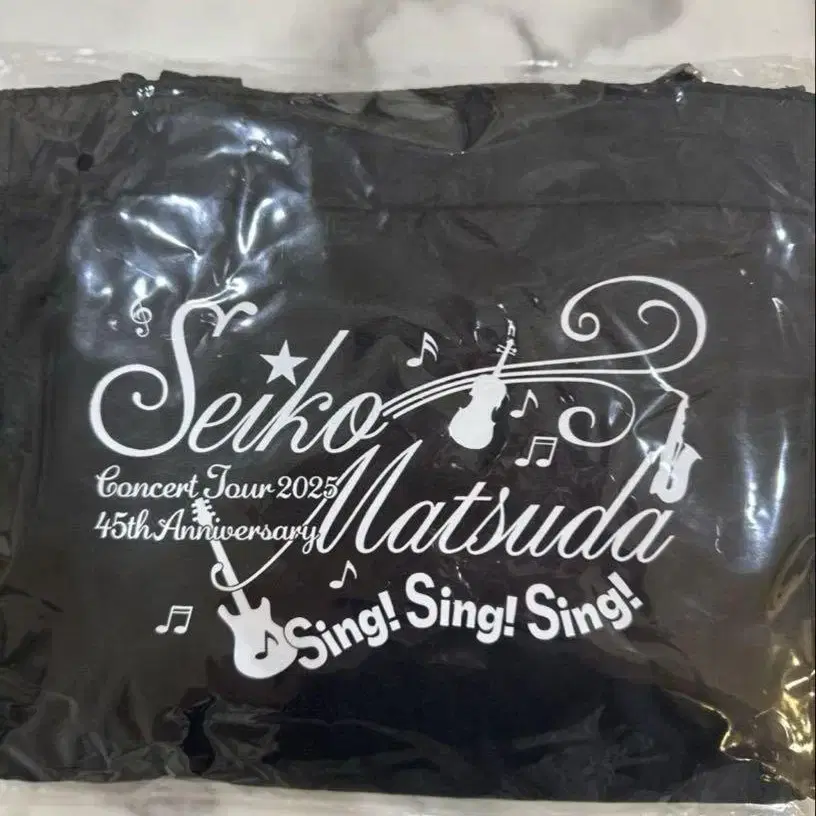 Seiko
Matsuda
Concert Tour 2025
45th Anniversary
Sing! Sing! Sing!